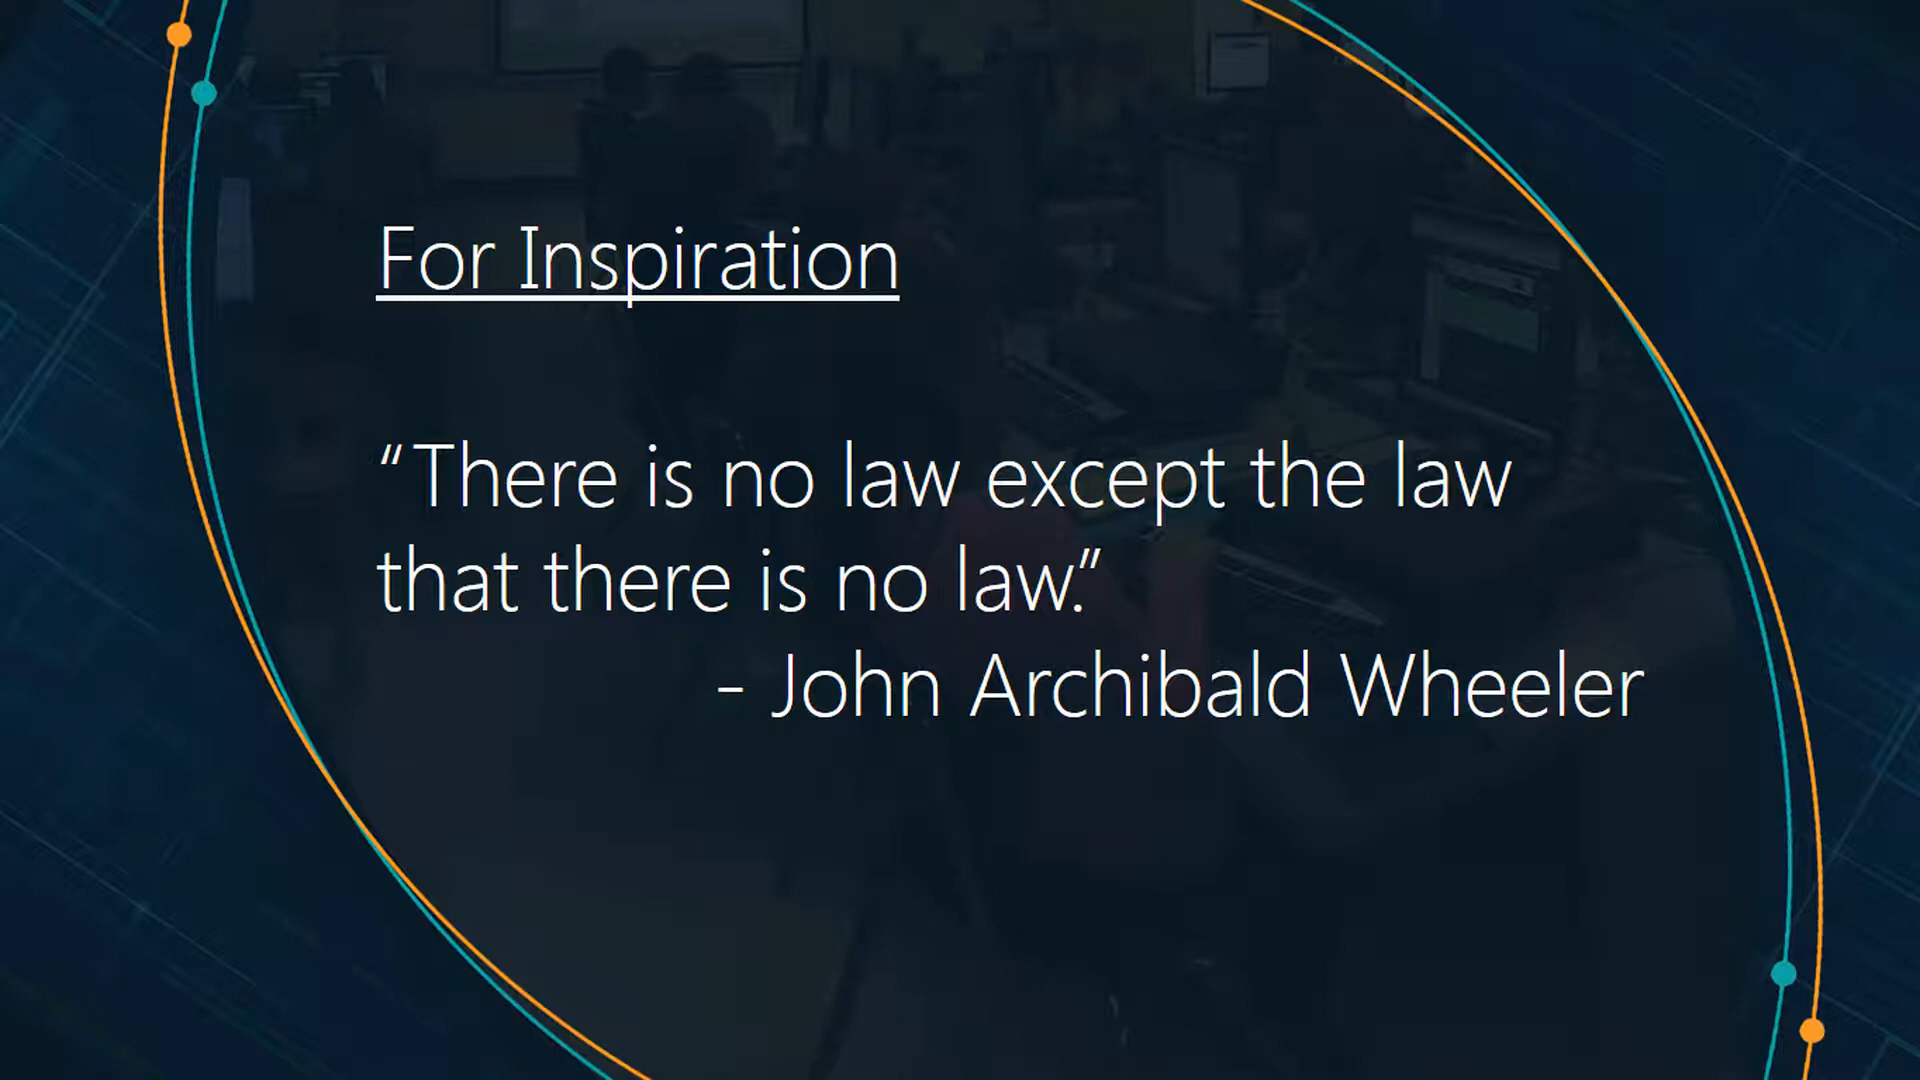 For Inspiration
“There is no law except the law
that there is no law.”
- John Archibald Wheeler